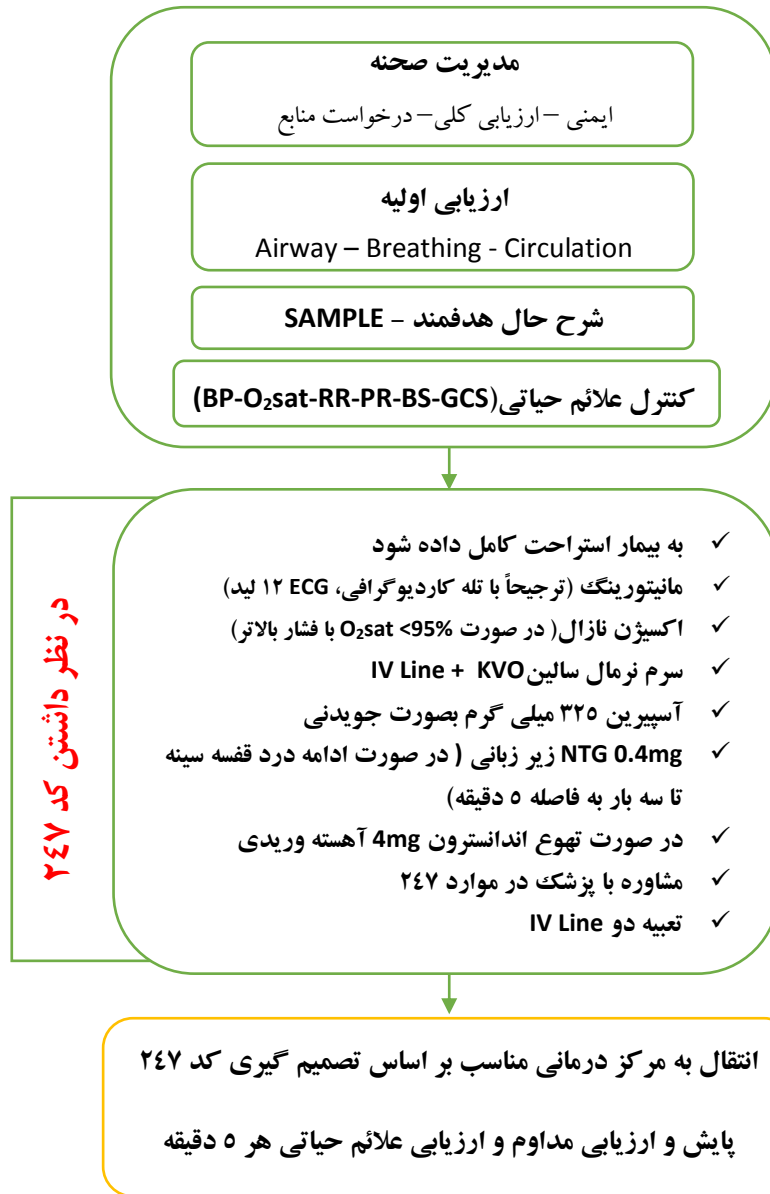 مدیریت صحنه
ایمنی – ارزیابی کلی – درخواست منابع
ارزیابی اولیه
Airway – Breathing - Circulation
شرح حال هدفمند – SAMPLE
کنترل علائم حیاتی(BP-O₂sat-RR-PR-BS-GCS)
در نظر داشتن کد ۲٤۷
✓ به بیمار استراحت کامل داده شود
✓ مانیتورینگ (ترجیحاً با تله کاردیوگرافی، ECG ۱۲ لید)
✓ اکسیژن نازال( در صورت O₂sat <95% با فشار بالاتر)
✓ سرم نرمال سالین IV Line + KVO
✓ آسپیرین ۳۲۵ میلی گرم بصورت جویدنی
✓ NTG 0.4mg زیر زبانی ( در صورت ادامه درد قفسه سینه
تا سه بار به فاصله ۵ دقیقه)
✓ در صورت تهوع اندانسترون 4mg آهسته وریدی
✓ مشاوره با پزشک در موارد ۲٤۷
✓ تعبیه دو IV Line
انتقال به مرکز درمانی مناسب بر اساس تصمیم گیری کد ۲٤۷
پایش و ارزیابی مداوم و ارزیابی علائم حیاتی هر ۵ دقیقه